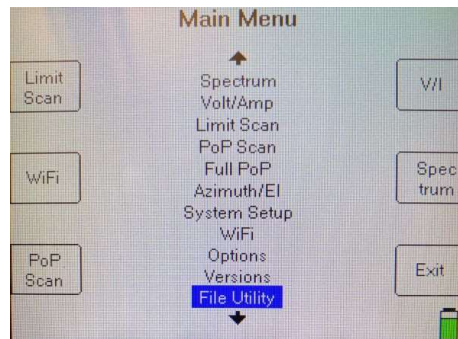 Main Menu
Limit
Scan
WiFi
PoP
Scan
Spectrum
Volt/Amp
Limit Scan
PoP Scan
Full PoP
Azimuth/El
System Setup
WiFi
Options
Versions
File Utility
V/I
Spec
trum
Exit